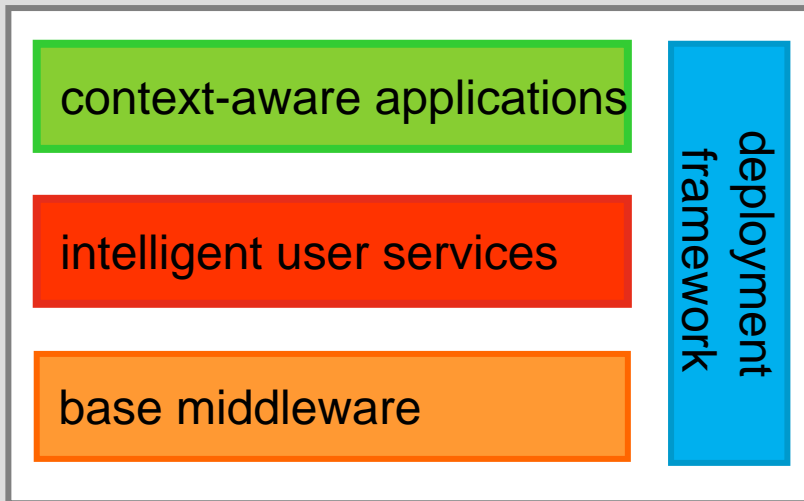 context-aware applications
intelligent user services
base middleware
deployment
framework